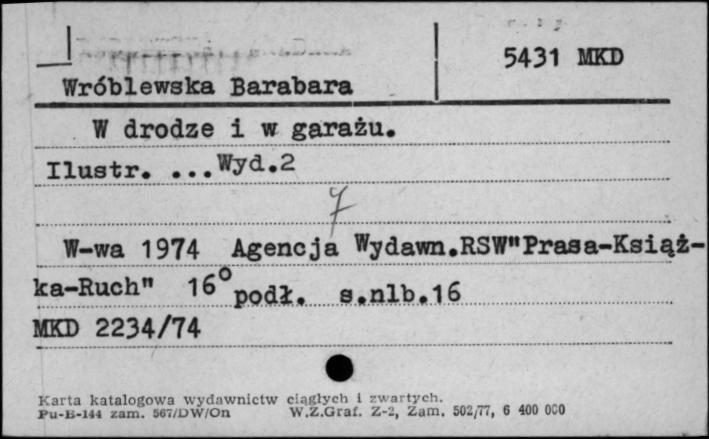 5431 MKD
Wróblewska Barabara
W drodze i w garażu.
Ilustr. ...Wyd.2
7
W-wa 1974 Agencja Wydawn.RSW"Prasa-Książ-
ka-Ruch" 16° podł. s.nlb.16
MKD 2234/74
Karta katalogowa wydawnictw ciągłych i zwartych.
Pu-B-144 zam. 567/DW/On W.Z.Graf. Z-2, Zam. 502/77, 6 400 000